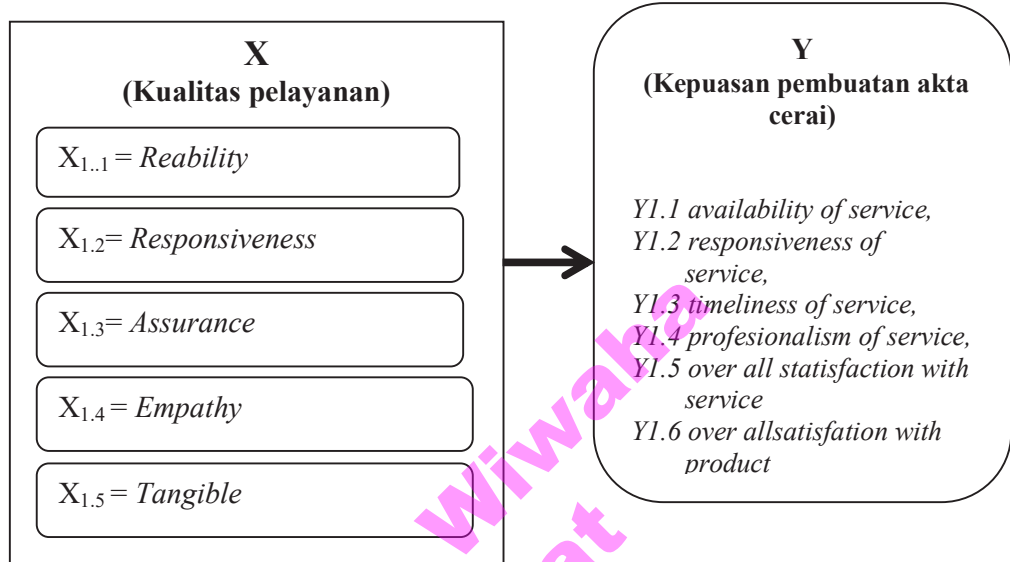 X
(Kualitas pelayanan)
X1..1 = Reability
X1.2= Responsiveness
X1.3= Assurance
X1.4 = Empathy
X1.5 = Tangible
Y
(Kepuasan pembuatan akta
cerai)
Y1.1 availability of service,
Y1.2 responsiveness of
service,
Y1.3 timeliness of service,
Y1.4 profesionalism of service,
Y1.5 over all statisfaction with
service
Y1.6 over allsatisfation with
product
Wiwaha
at